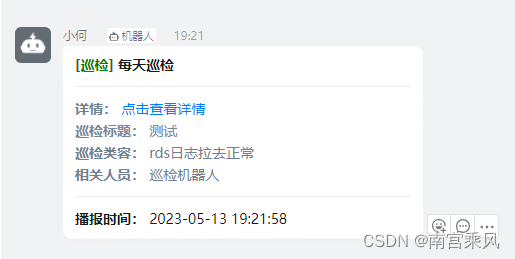 小何 机器人 19:21
[巡检] 每天巡检
详情： 点击查看详情
巡检标题： 测试
巡检类容： rds日志拉去正常
相关人员： 巡检机器人
播报时间： 2023-05-13 19:21:58
CSDN @南宫乘风